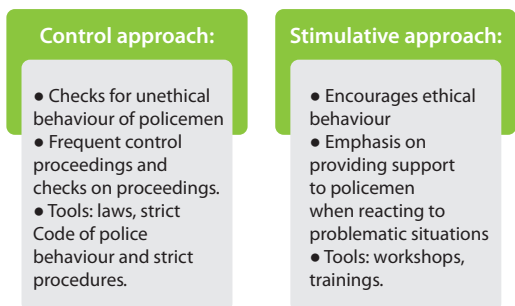 Control approach:
● Checks for unethical
behaviour of policemen
● Frequent control
proceedings and
checks on proceedings.
● Tools: laws, strict
Code of police
behaviour and strict
procedures.
Stimulative approach:
● Encourages ethical
behaviour
● Emphasis on
providing support
to policemen
when reacting to
problematic situations
● Tools: workshops,
trainings.